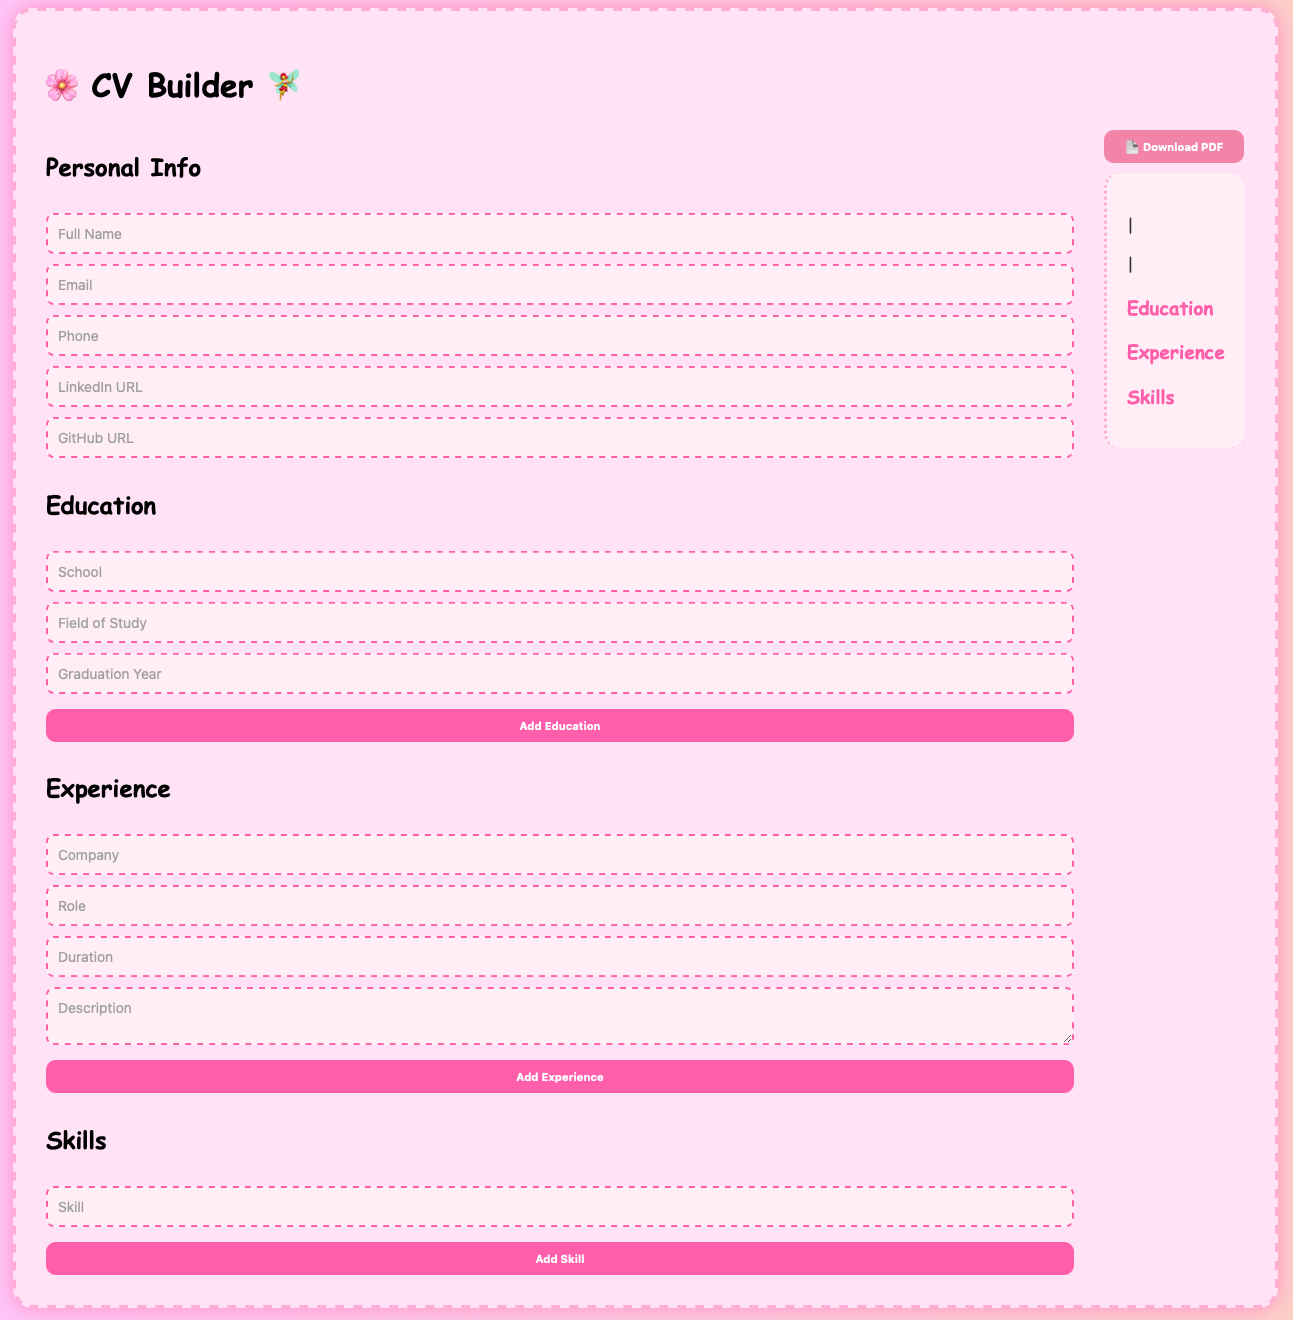 🌸 CV Builder 🧚
Personal Info
Full Name
Email
Phone
LinkedIn URL
GitHub URL
Education
School
Field of Study
Graduation Year
Add Education
Experience
Company
Role
Duration
Description
Add Experience
Skills
Skill
Add Skill
Download PDF
|
|
Education
Experience
Skills